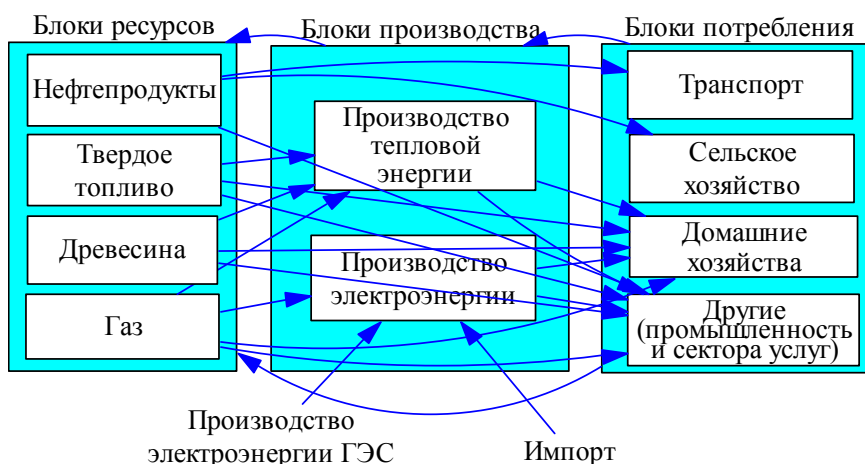 Блоки ресурсов
Блоки производства
Блоки потребления
Нефтепродукты
Твердое
топливо
Древесина
Газ
Производство
тепловой
энергии
Производство
электроэнергии
Транспорт
Сельское
хозяйство
Домашние
хозяйства
Другие
(промышленность
и сектора услуг)
Производство
электроэнергии ГЭС
Импорт